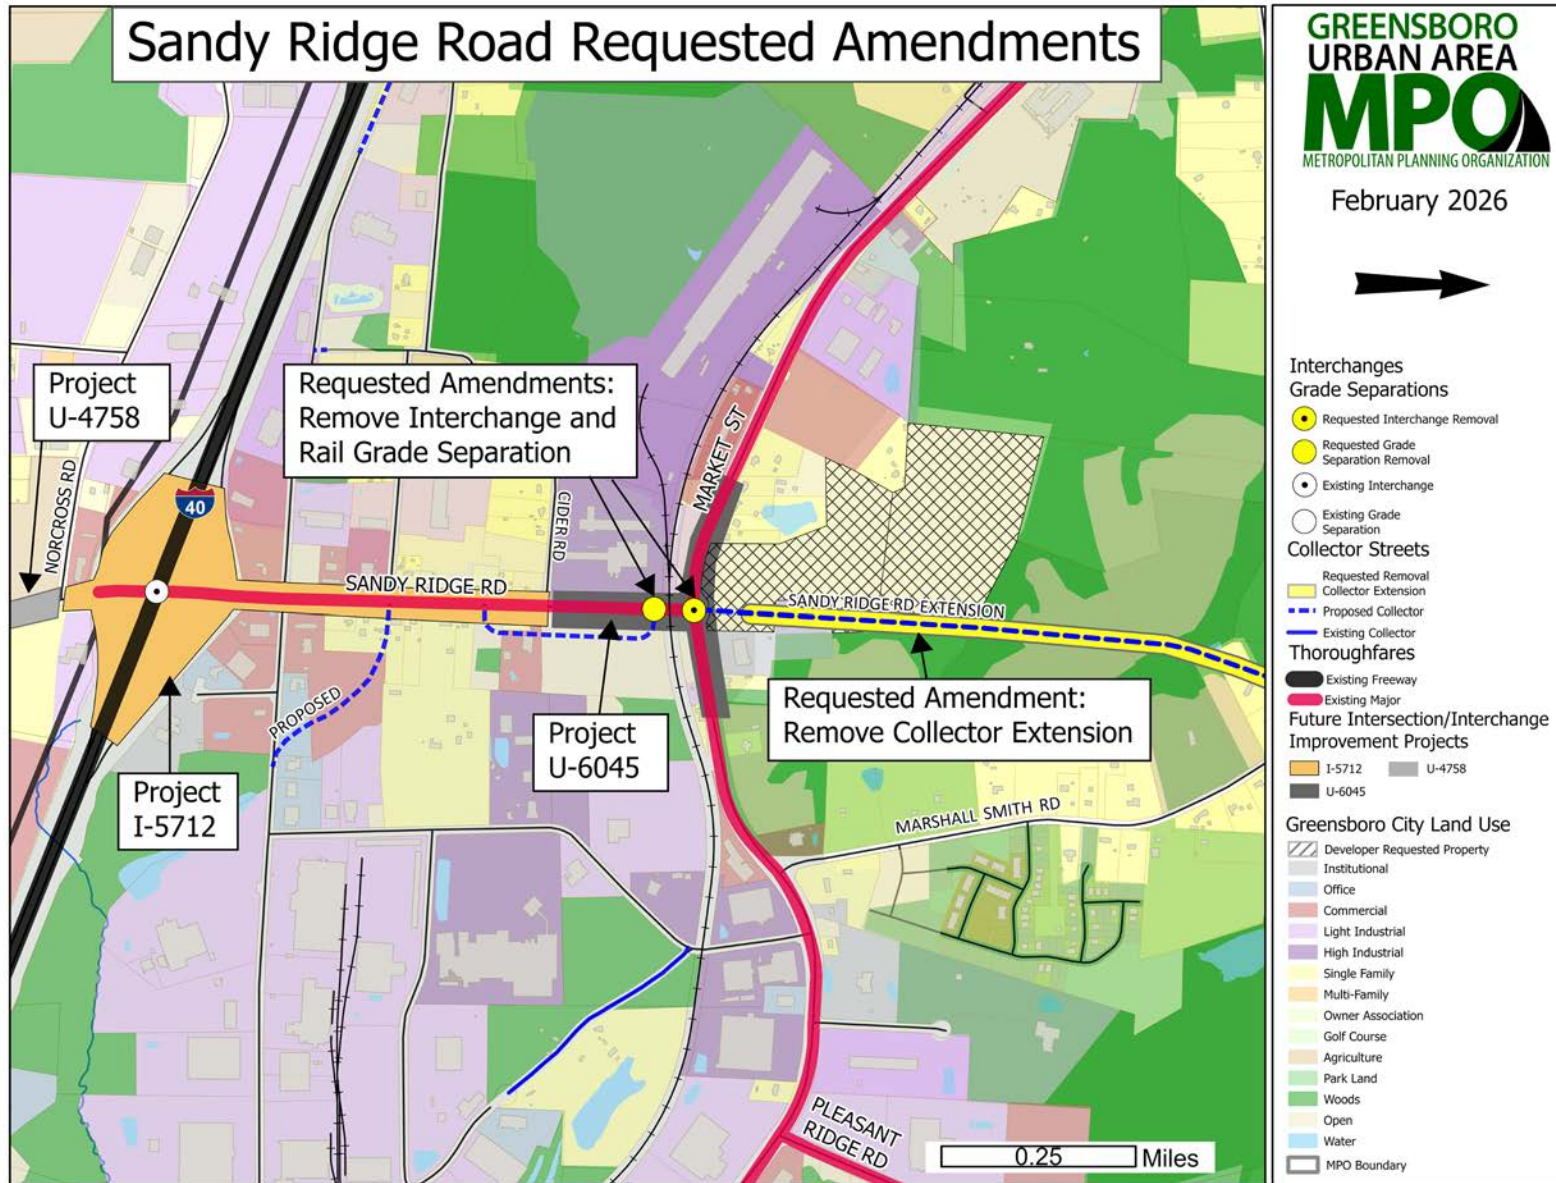 Sandy Ridge Road Requested Amendments
Project
U-4758
NORCROSS RD
40
Requested Amendments:
Remove Interchange and
Rail Grade Separation
CIDER RD
MARKET ST
SANDY RIDGE RD
SANDY RIDGE RD EXTENSION
PROPOSED
Project
I-5712
Project
U-6045
Requested Amendment:
Remove Collector Extension
MARSHALL SMITH RD
PLEASANT
RIDGE RD
0.25 Miles
GREENSBORO
URBAN AREA
MPO
METROPOLITAN PLANNING ORGANIZATION
February 2026
Interchanges
Grade Separations
Requested Interchange Removal
Requested Grade
Separation Removal
Existing Interchange
Existing Grade
Separation
Collector Streets
Requested Removal
Collector Extension
Proposed Collector
Existing Collector
Thoroughfares
Existing Freeway
Existing Major
Future Intersection/Interchange
Improvement Projects
I-5712 U-4758
U-6045
Greensboro City Land Use
Developer Requested Property
Institutional
Office
Commercial
Light Industrial
High Industrial
Single Family
Multi-Family
Owner Association
Golf Course
Agriculture
Park Land
Woods
Open
Water
MPO Boundary